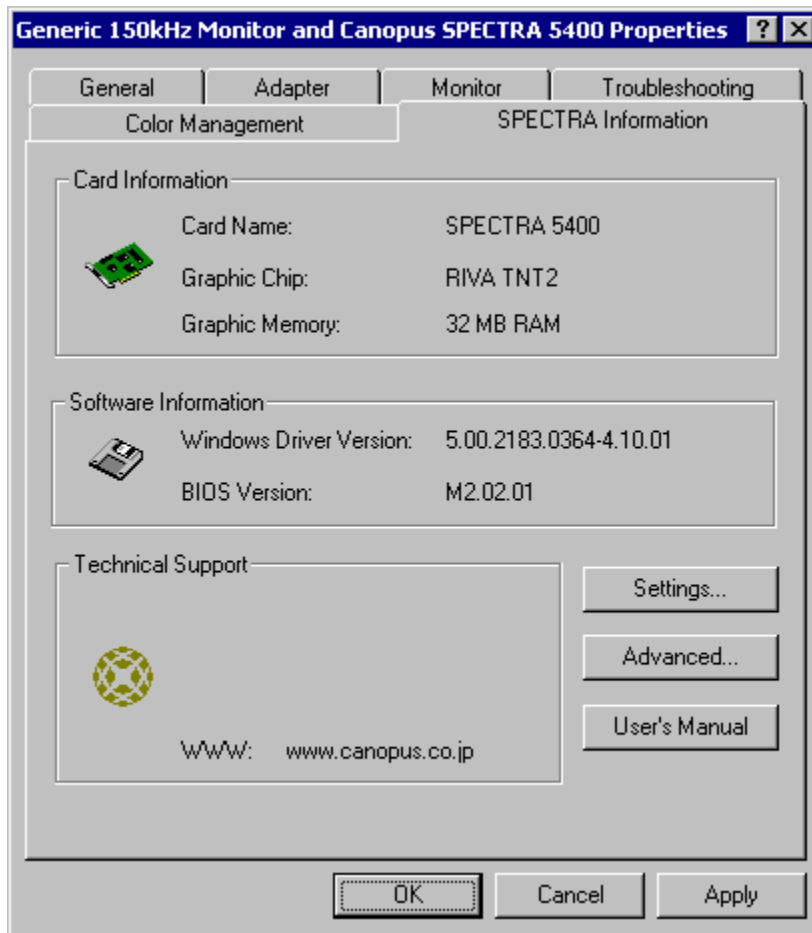 Generic 150kHz Monitor and Canopus SPECTRA 5400 Properties
General Adapter Monitor Troubleshooting
Color Management SPECTRA Information
Card Information
Card Name: SPECTRA 5400
Graphic Chip: RIVA TNT2
Graphic Memory: 32 MB RAM
Software Information
Windows Driver Version: 5.00.2183.0364-4.10.01
BIOS Version: M2.02.01
Technical Support
Settings...
Advanced...
User's Manual
WWW: www.canopus.co.jp
OK Cancel Apply